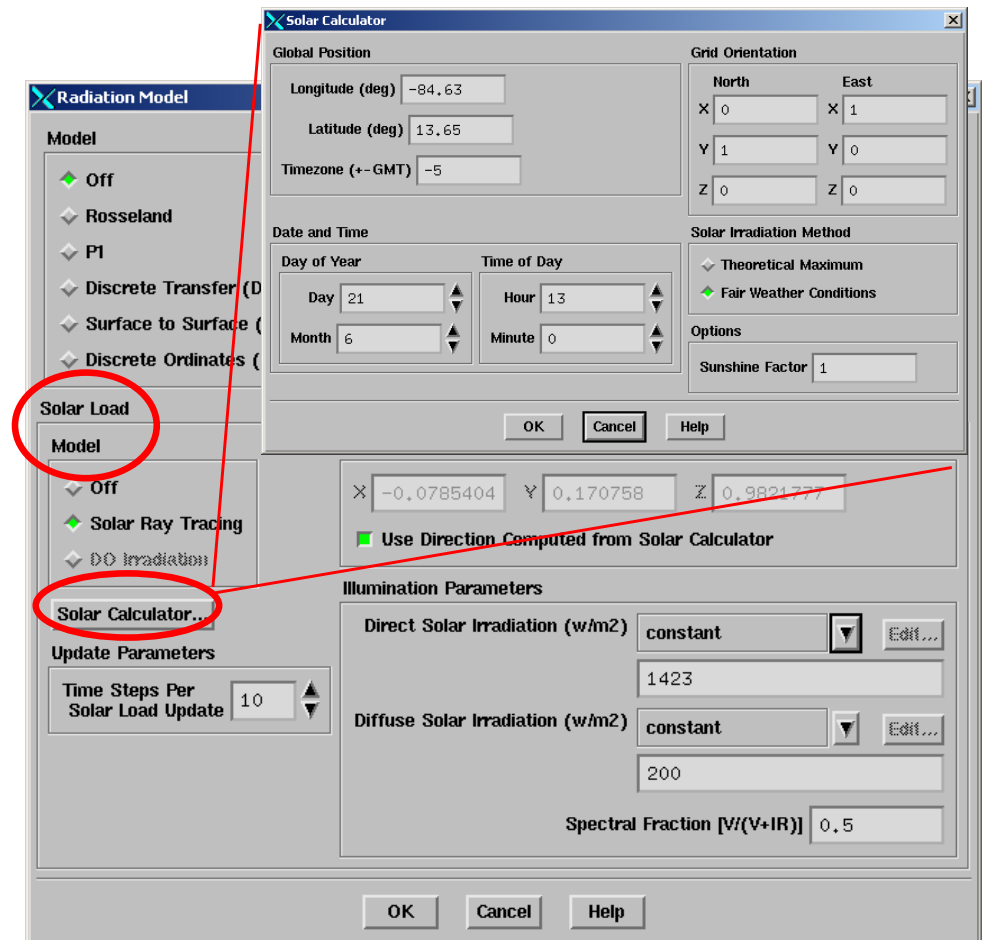 Solar Calculator
Global Position
Longitude (deg) -84.63
Latitude (deg) 13.65
Timezone (+-GMT) -5
Grid Orientation
North East
X 0 X 1
Y 1 Y 0
Z 0 Z 0
Date and Time
Day of Year Time of Day
Day 21 Hour 13
Month 6 Minute 0
Solar Irradiation Method
Theoretical Maximum
Fair Weather Conditions
Options
Sunshine Factor 1
OK Cancel Help
Radiation Model
Model
Off
Rosseland
P1
Discrete Transfer (D
Surface to Surface (
Discrete Ordinates (
Solar Load
Model
Off
Solar Ray Tracing
DO Irradiation
Solar Calculator...
Update Parameters
Time Steps Per
Solar Load Update 10
X -0.0785404 Y 0.170758 Z 0.9821777
Use Direction Computed from Solar Calculator
Illumination Parameters
Direct Solar Irradiation (w/m2) constant Edit...
1423
Diffuse Solar Irradiation (w/m2) constant Edit...
200
Spectral Fraction [V/(V+IR)] 0.5
OK Cancel Help